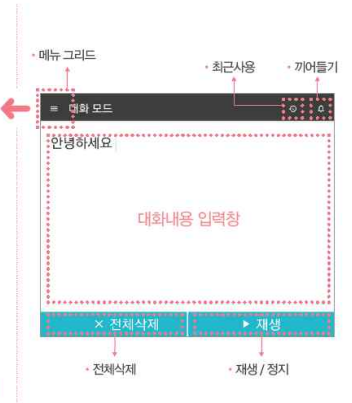 · 메뉴 그리드
· 최근사용
· 끼어들기
≡ 대화 모드
안녕하세요
대화내용 입력창
× 전체삭제
▶ 재생
· 전체삭제
· 재생 / 정지